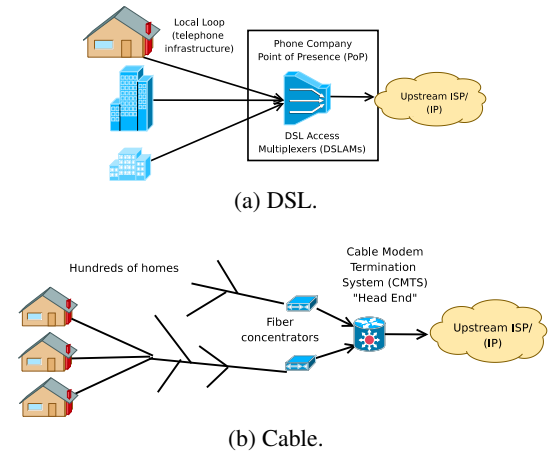 Local Loop
(telephone
infrastructure)
Phone Company
Point of Presence (PoP)
DSL Access
Multiplexers (DSLAMs)
Upstream ISP/
(IP)
(a) DSL.
Hundreds of homes
Fiber
concentrators
Cable Modem
Termination
System (CMTS)
"Head End"
Upstream ISP/
(IP)
(b) Cable.